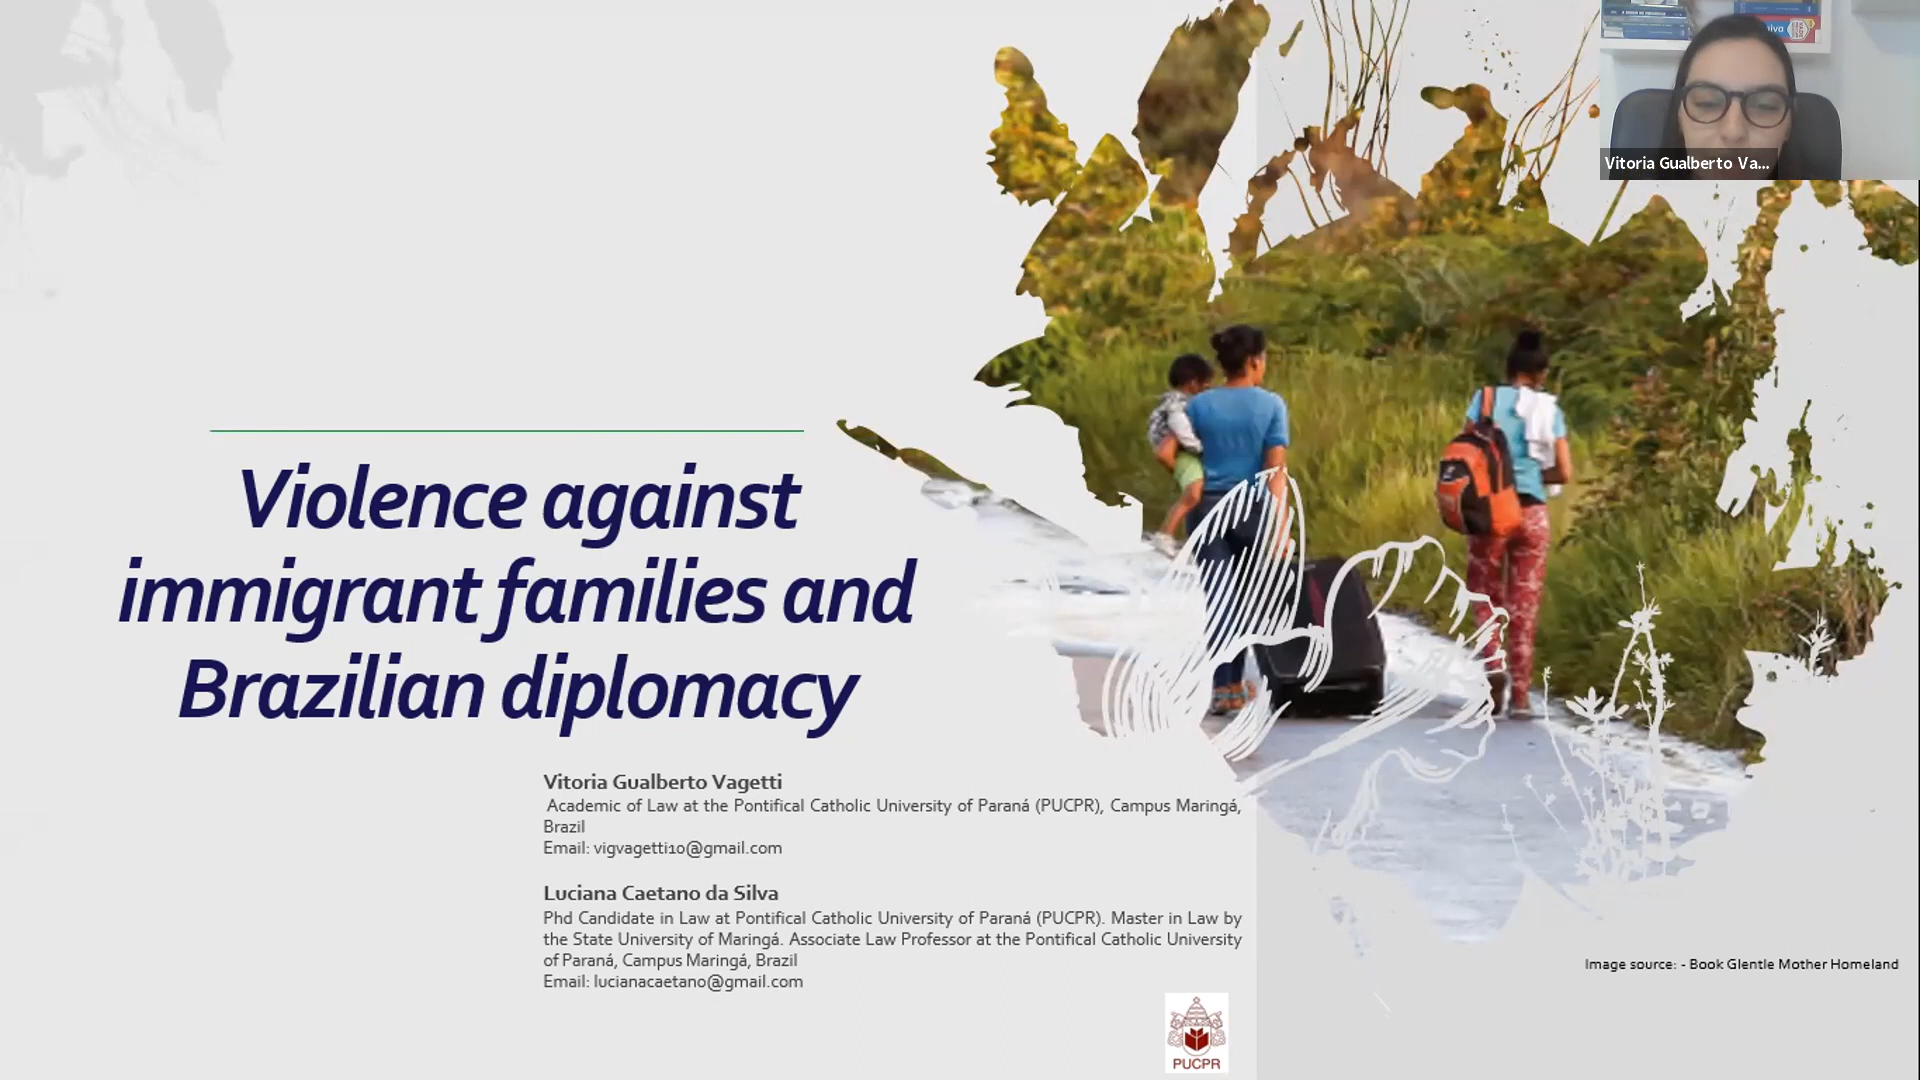 Vitoria Gualberto Va...
Violence against
immigrant families and
Brazilian diplomacy
Vitoria Gualberto Vagetti
Academic of Law at the Pontifical Catholic University of Paraná (PUCPR), Campus Maringá,
Brazil
Email: vigvagetti10@gmail.com
Luciana Caetano da Silva
Phd Candidate in Law at Pontifical Catholic University of Paraná (PUCPR). Master in Law by
the State University of Maringá. Associate Law Professor at the Pontifical Catholic University
of Paraná, Campus Maringá, Brazil
Email: lucianacaetano@gmail.com
Image source: - Book Glentle Mother Homeland
PUCPR